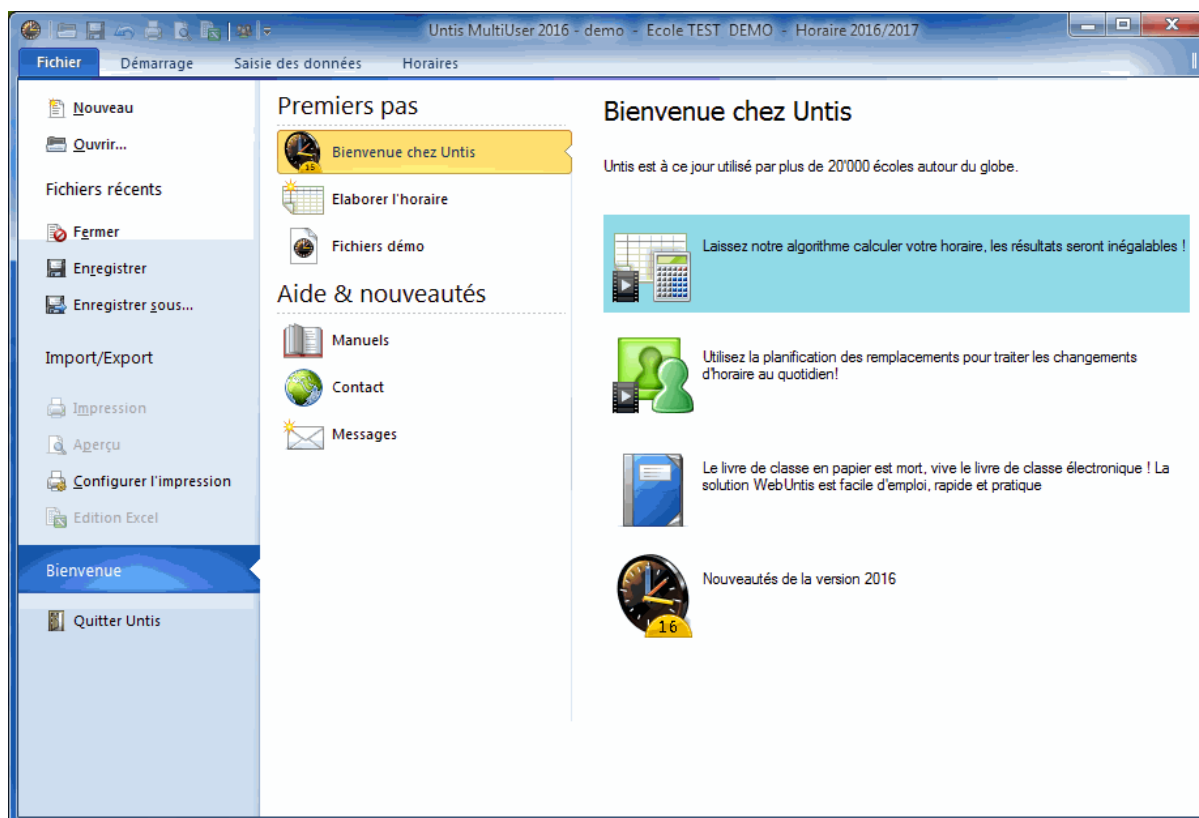 Untis MultiUser 2016 - demo - Ecole TEST DEMO - Horaire 2016/2017
Fichier Démarrage Saisie des données Horaires
Nouveau
Ouvrir...
Fichiers récents
Fermer
Enregistrer
Enregistrer sous...
Import/Export
Impression
Aperçu
Configurer l'impression
Edition Excel
Bienvenue
Quitter Untis
Premiers pas
15
Bienvenue chez Untis
Elaborer l'horaire
Fichiers démo
Aide & nouveautés
Manuels
Contact
Messages
Bienvenue chez Untis
Untis est à ce jour utilisé par plus de 20'000 écoles autour du globe.
Laissez notre algorithme calculer votre horaire, les résultats seront inégalables !
Utilisez la planification des remplacements pour traiter les changements
d'horaire au quotidien!
Le livre de classe en papier est mort, vive le livre de classe électronique ! La
solution WebUntis est facile d'emploi, rapide et pratique
Nouveautés de la version 2016
16